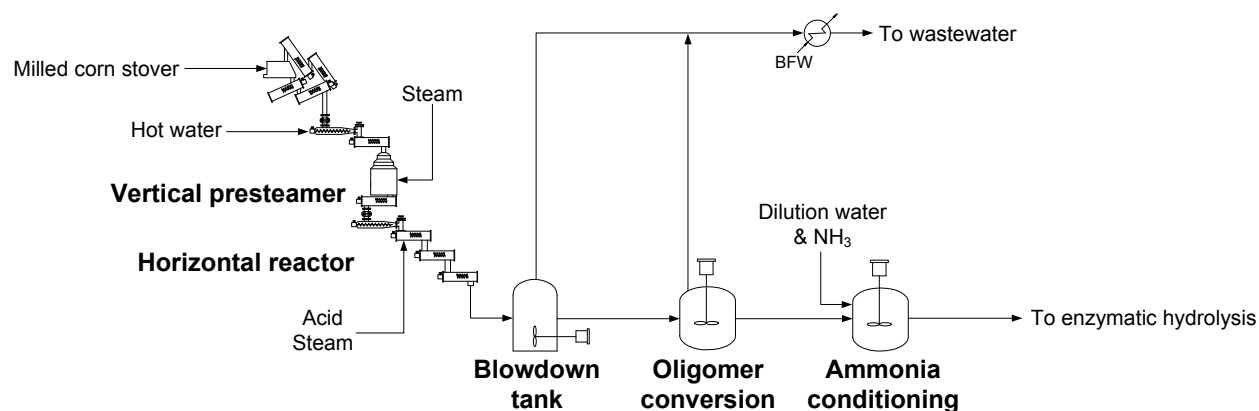 To wastewater
BFW
Milled corn stover
Steam
Hot water
Vertical presteamer
Dilution water
& NH₃
Horizontal reactor
Acid
Steam
To enzymatic hydrolysis
Blowdown
tank
Oligomer
conversion
Ammonia
conditioning